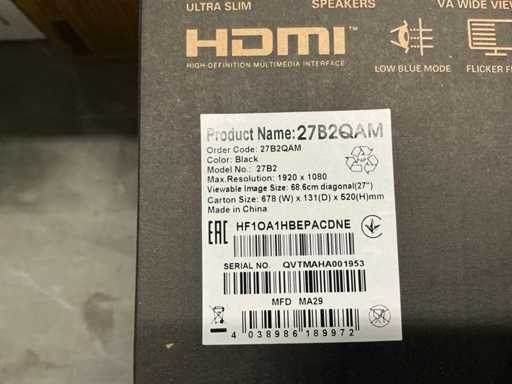 ULTRA SLIM
SPEAKERS
VA WIDE VIEW
HDMI™
HIGH-DEFINITION MULTIMEDIA INTERFACE
LOW BLUE MODE
FLICKER F
Product Name: 27B2QAM
Order Code: 27B2QAM
Color: Black
Model No.: 27B2
Max.Resolution: 1920 x 1080
Viewable Image Size: 68.6cm diagonal(27")
Carton Size: 678 (W) x 131(D) x 520(H)mm
Made in China
EAC HF1OA1HBEPACDNE
SERIAL NO. QVTMAHA001953
MFD MA29
4 038986 189972